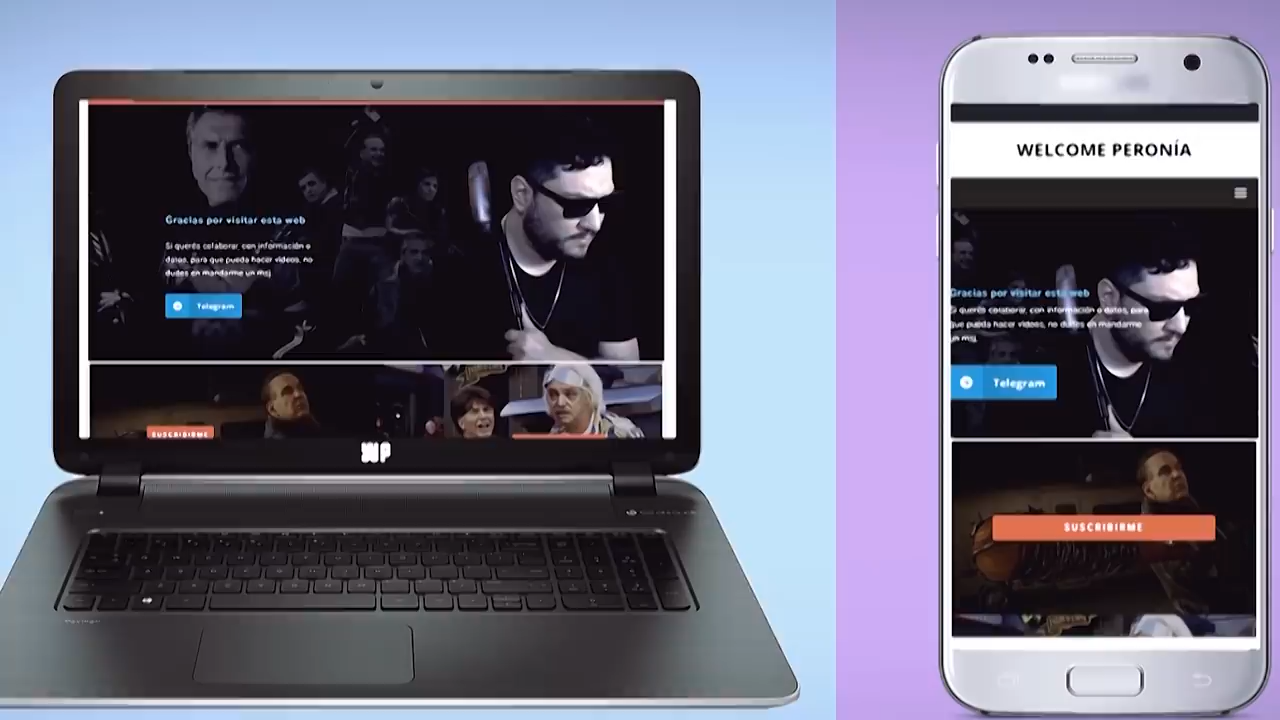 Gracias por visitar esta web
Si querés colaborar, con información o
datos, para que pueda hacer videos, no
dudes en mandarme un msj
Telegram
SUSCRIBIRME
WELCOME PERONÍA
Gracias por visitar esta web
Si querés colaborar, con información o datos, para
que pueda hacer videos, no dudes en mandarme
un msj
Telegram
SUSCRIBIRME